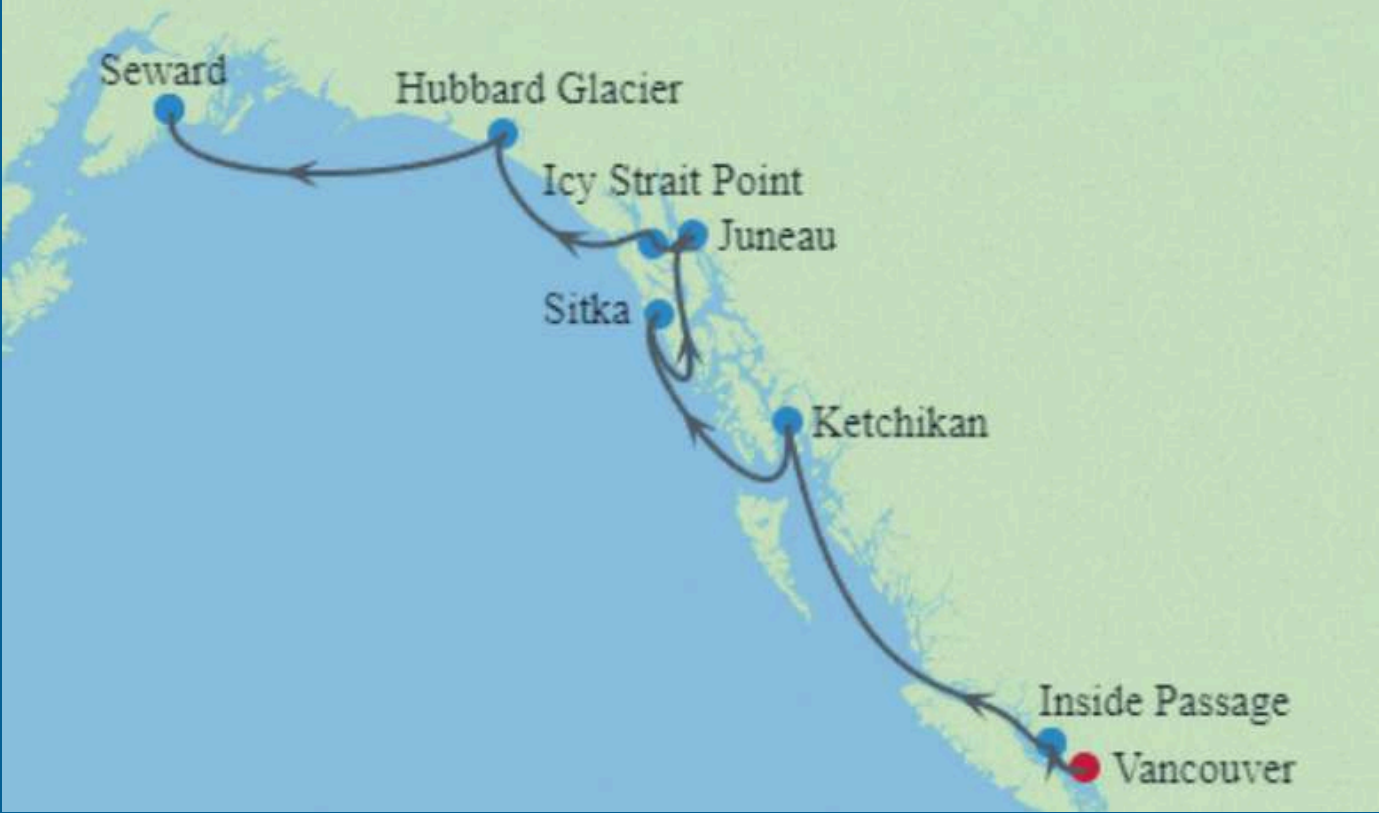 Seward
Hubbard Glacier
Icy Strait Point
Juneau
Sitka
Ketchikan
Inside Passage
Vancouver